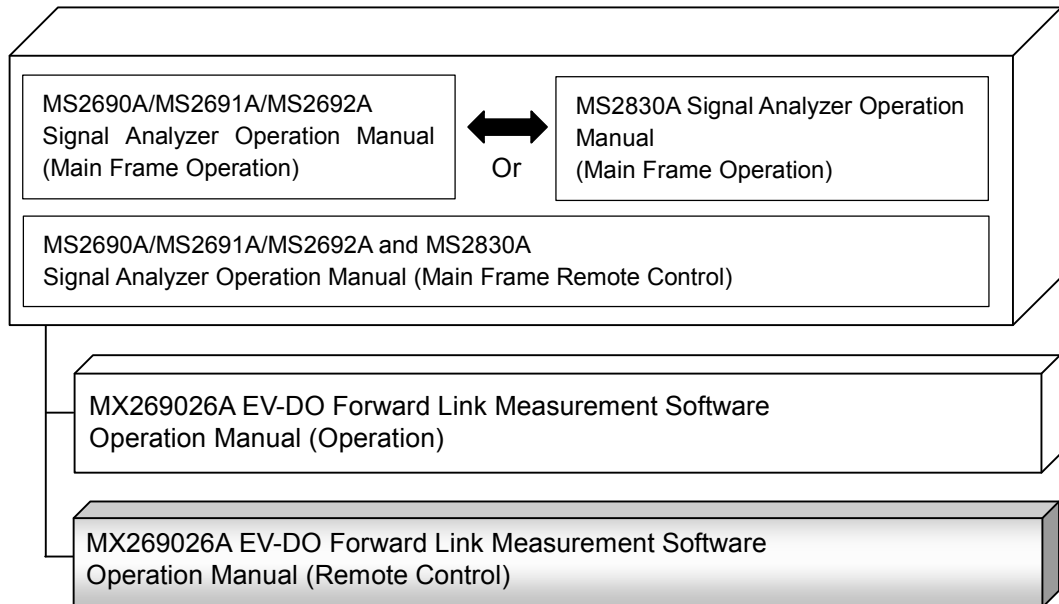 MS2690A/MS2691A/MS2692A
Signal Analyzer Operation Manual
(Main Frame Operation)
Or
MS2830A Signal Analyzer Operation
Manual
(Main Frame Operation)
MS2690A/MS2691A/MS2692A and MS2830A
Signal Analyzer Operation Manual (Main Frame Remote Control)
MX269026A EV-DO Forward Link Measurement Software
Operation Manual (Operation)
MX269026A EV-DO Forward Link Measurement Software
Operation Manual (Remote Control)